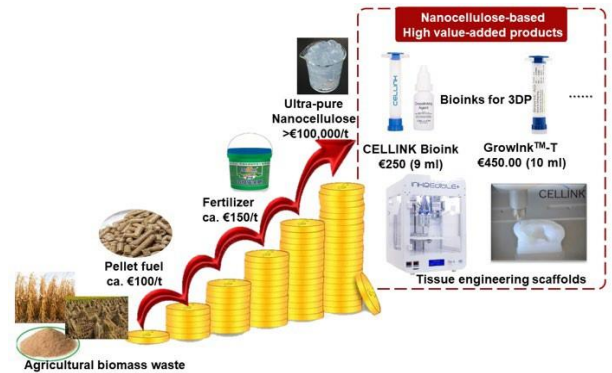 Nanocellulose-based
High value-added products
CELLINK
Bioinks for 3DP
......
CELLINK Bioink
€250 (9 ml)
GrowInk™-T
€450.00 (10 ml)
Ultra-pure
Nanocellulose
>€100,000/t
Fertilizer
ca. €150/t
Pellet fuel
ca. €100/t
INKREDIBLE+
CELLINK
Tissue engineering scaffolds
Agricultural biomass waste